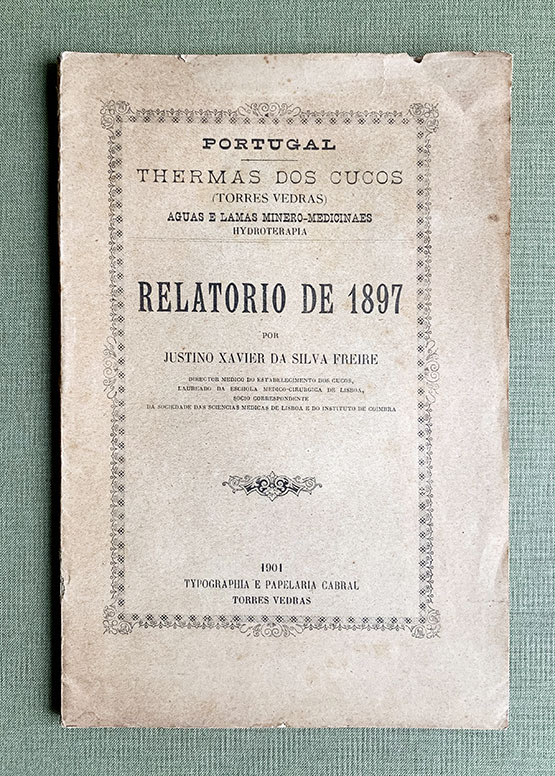 PORTUGAL
THERMAS DOS CUCOS
(TORRES VEDRAS)
AGUAS E LAMAS MINERO-MEDICINAES
HYDROTERAPIA
RELATORIO DE 1897
POR
JUSTINO XAVIER DA SILVA FREIRE
DIRECTOR MEDICO DO ESTABELECIMENTO DOS CUCOS,
LAUREADO DA ESCHOLA MEDICO-CIRURGICA DE LISBOA,
SOCIO CORRESPONDENTE
DA SOCIEDADE DAS SCIENCIAS MEDICAS DE LISBOA E DO INSTITUTO DE COIMBRA
1901
TYPOGRAPHIA E PAPELARIA CABRAL
TORRES VEDRAS